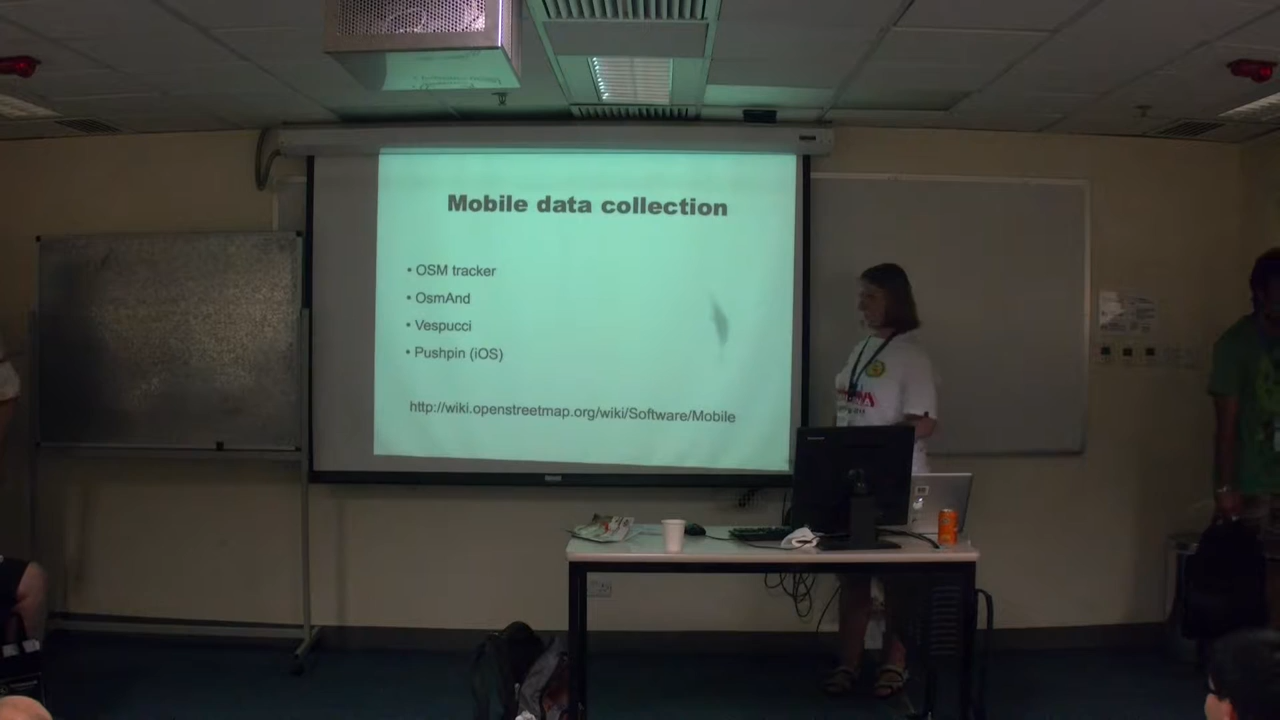 Mobile data collection
• OSM tracker
• OsmAnd
• Vespucci
• Pushpin (iOS)
http://wiki.openstreetmap.org/wiki/Software/Mobile